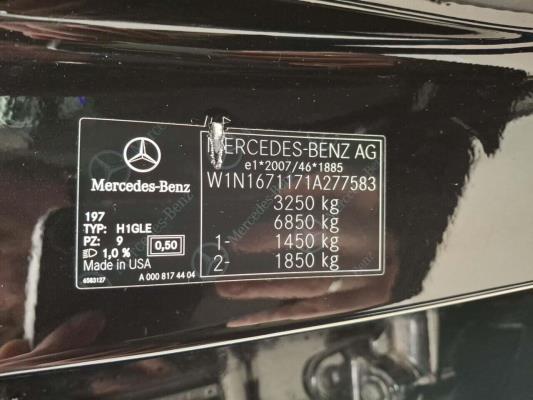 Mercedes-Benz
197
TYP: H1GLE
PZ: 9
0,50
1,0 %
Made in USA
6583127
A 000 817 44 04
MERCEDES-BENZ AG
e1*2007/46*1885
W1N1671171A277583
3250 kg
6850 kg
1- 1450 kg
2- 1850 kg